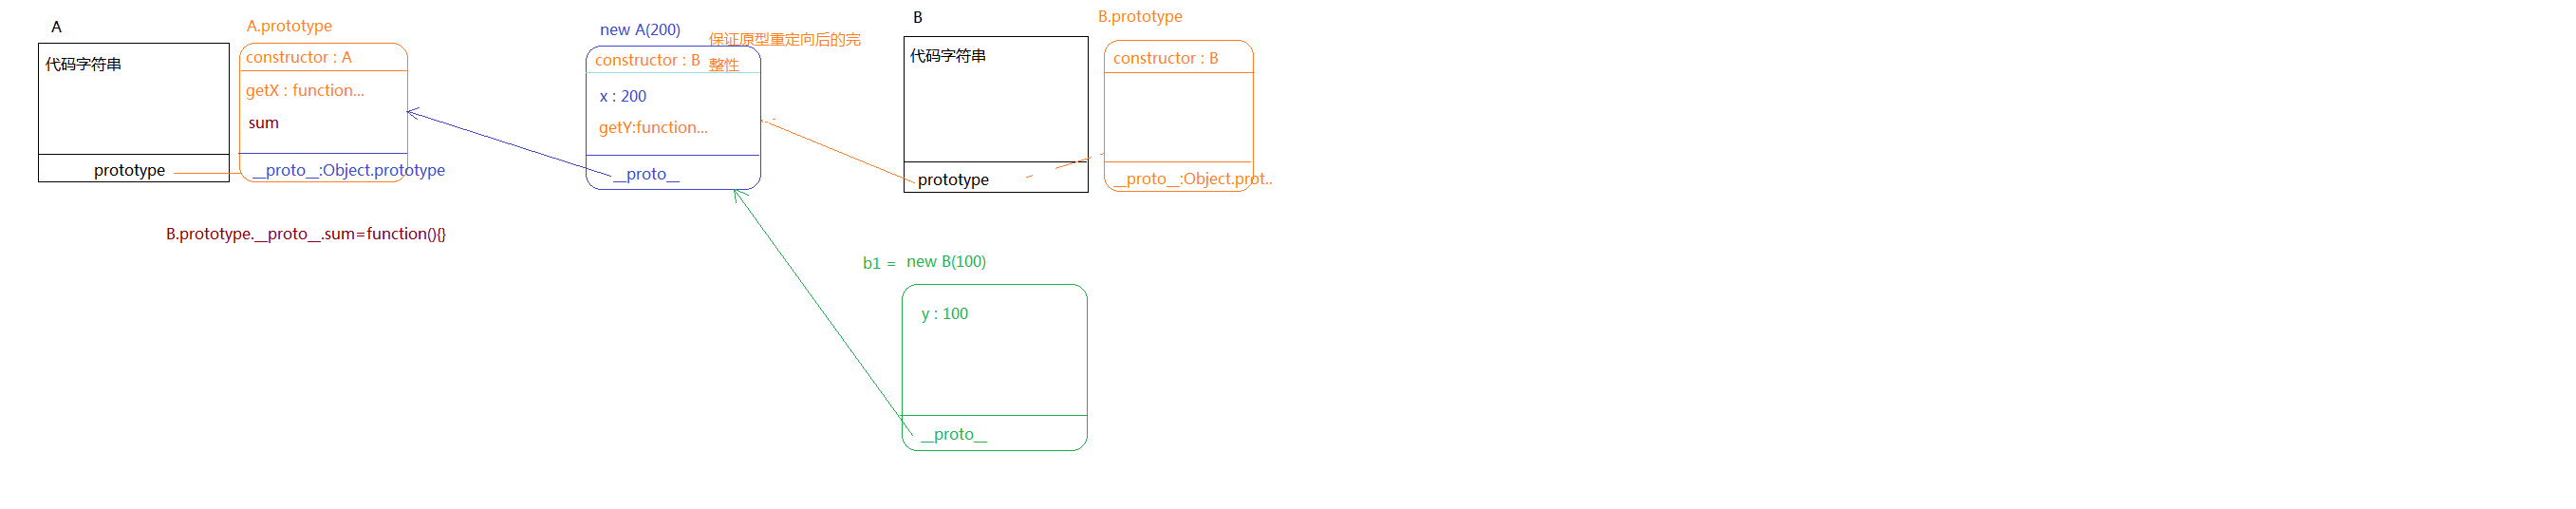 A
代码字符串
prototype
A.prototype
constructor : A
getX : function...
sum
__proto__:Object.prototype
B.prototype.__proto__.sum=function(){}
new A(200)
保证原型重定向后的完
整性
constructor : B
x : 200
getY:function...
__proto__
B
代码字符串
prototype
B.prototype
constructor : B
__proto__:Object.prot..
b1 = new B(100)
y : 100
__proto__